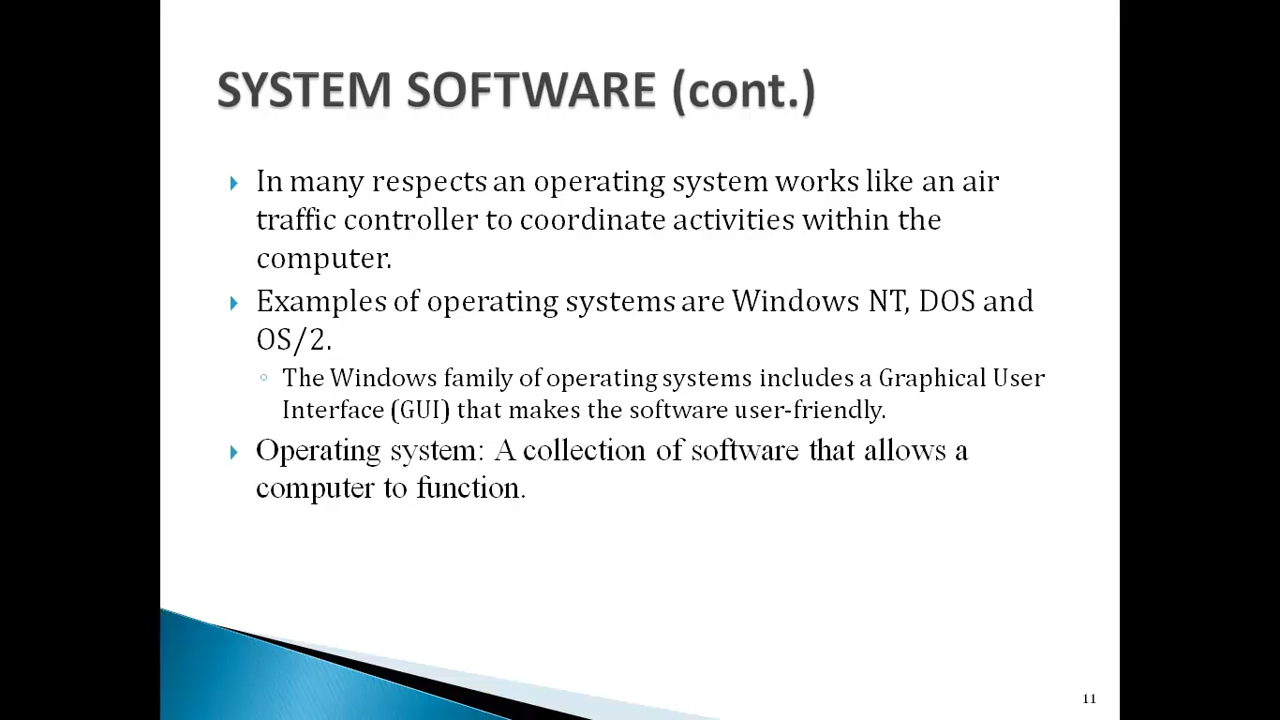 SYSTEM SOFTWARE (cont.)
In many respects an operating system works like an air
traffic controller to coordinate activities within the
computer.
Examples of operating systems are Windows NT, DOS and
OS/2.
The Windows family of operating systems includes a Graphical User
Interface (GUI) that makes the software user-friendly.
Operating system: A collection of software that allows a
computer to function.
11